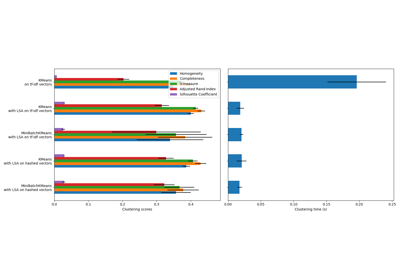 Homogeneity
Completeness
V-measure
Adjusted Rand-Index
Silhouette Coefficient
KMeans
on tf-idf vectors
KMeans
with LSA on tf-idf vectors
MiniBatchKMeans
with LSA on tf-idf vectors
KMeans
with LSA on hashed vectors
MiniBatchKMeans
with LSA on hashed vectors
0.0 0.1 0.2 0.3 0.4
Clustering scores
0.00 0.05 0.10 0.15 0.20 0.25
Clustering time (s)